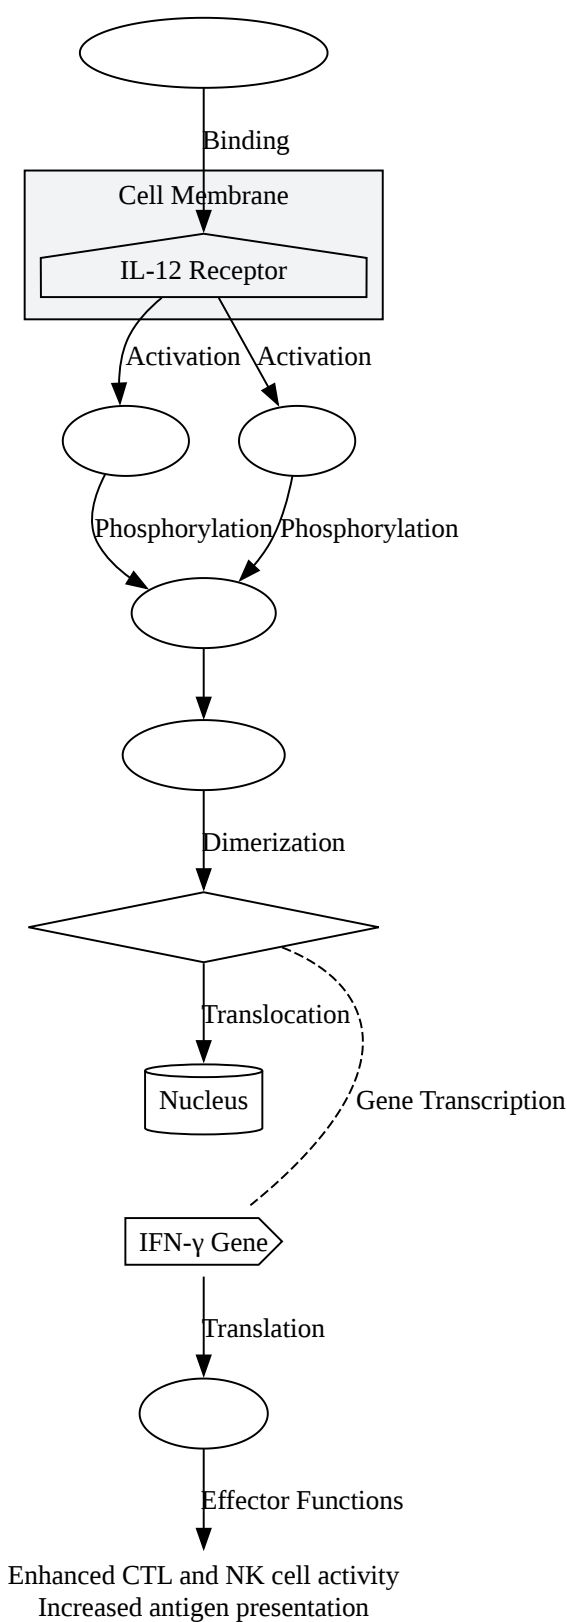 Binding
Cell Membrane
IL-12 Receptor
Activation
Activation
Phosphorylation
Phosphorylation
Dimerization
Translocation
Nucleus
Gene Transcription
IFN-γ Gene
Translation
Effector Functions
Enhanced CTL and NK cell activity
Increased antigen presentation